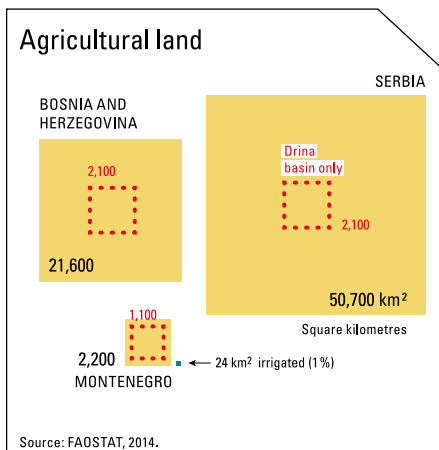 Agricultural land
SERBIA
BOSNIA AND
HERZEGOVINA
Drina
basin only
2,100
2,100
21,600
50,700 km²
1,100
Square kilometres
2,200
24 km² irrigated (1%)
MONTENEGRO
Source: FAOSTAT, 2014.